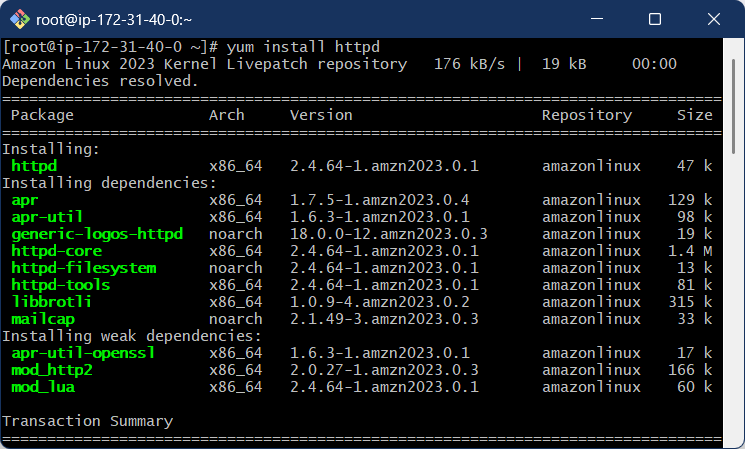 root@ip-172-31-40-0:~
[root@ip-172-31-40-0 ~]# yum install httpd
Amazon Linux 2023 Kernel Livepatch repository   176 kB/s |  19 kB     00:00
Dependencies resolved.
================================================================================
 Package               Arch     Version                     Repository     Size
================================================================================
Installing:
 httpd                 x86_64   2.4.64-1.amzn2023.0.1       amazonlinux    47 k
Installing dependencies:
 apr                   x86_64   1.7.5-1.amzn2023.0.4        amazonlinux   129 k
 apr-util              x86_64   1.6.3-1.amzn2023.0.1        amazonlinux    98 k
 generic-logos-httpd   noarch   18.0.0-12.amzn2023.0.3      amazonlinux    19 k
 httpd-core            x86_64   2.4.64-1.amzn2023.0.1       amazonlinux   1.4 M
 httpd-filesystem      noarch   2.4.64-1.amzn2023.0.1       amazonlinux    13 k
 httpd-tools           x86_64   2.4.64-1.amzn2023.0.1       amazonlinux    81 k
 libbrotli             x86_64   1.0.9-4.amzn2023.0.2        amazonlinux   315 k
 mailcap               noarch   2.1.49-3.amzn2023.0.3       amazonlinux    33 k
Installing weak dependencies:
 apr-util-openssl      x86_64   1.6.3-1.amzn2023.0.1        amazonlinux    17 k
 mod_http2             x86_64   2.0.27-1.amzn2023.0.3       amazonlinux   166 k
 mod_lua               x86_64   2.4.64-1.amzn2023.0.1       amazonlinux    60 k
Transaction Summary
================================================================================